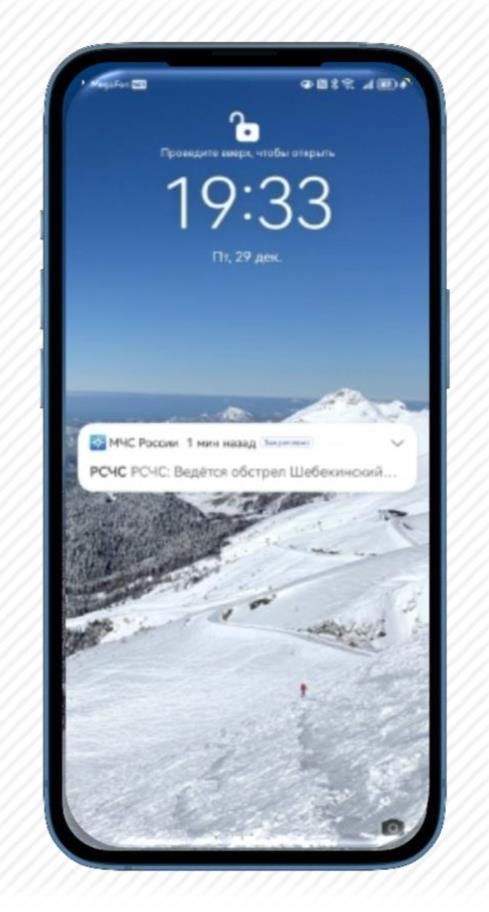 MegaFon
Проведите вверх, чтобы открыть
19:33
Пт, 29 дек.
МЧС России 1 мин назад Закреплено
РСЧС РСЧС: Ведётся обстрел Шебекинский...